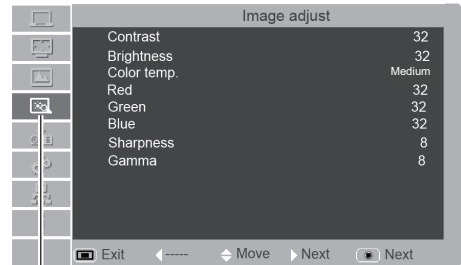 Image adjust
Contrast 32
Brightness 32
Color temp. Medium
Red 32
Green 32
Blue 32
Sharpness 8
Gamma 8
Exit ----- Move Next Next